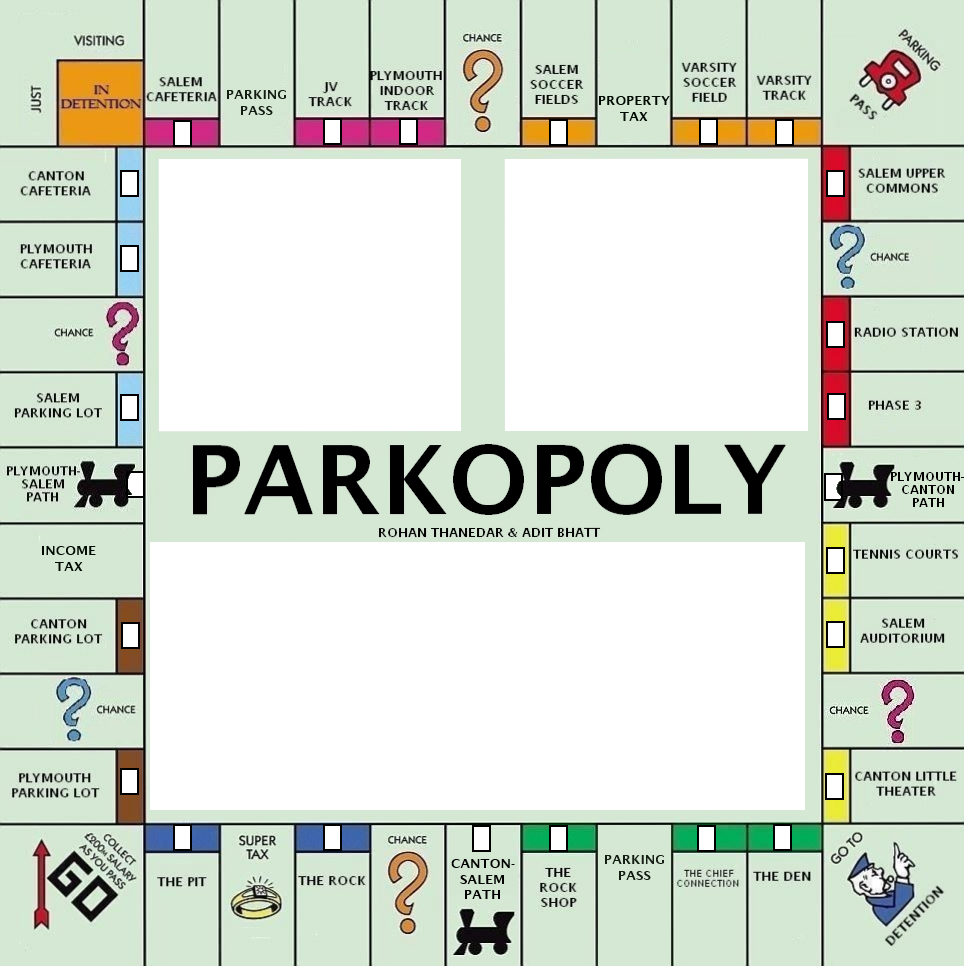 VISITING
JUST
IN
DETENTION
SALEM
CAFETERIA
PARKING
PASS
JV
TRACK
PLYMOUTH
INDOOR
TRACK
CHANCE
?
SALEM
SOCCER
FIELDS
PROPERTY
TAX
VARSITY
SOCCER
FIELD
VARSITY
TRACK
PARKING
PASS
CANTON
CAFETERIA
PLYMOUTH
CAFETERIA
CHANCE ?
SALEM
PARKING LOT
PLYMOUTH-
SALEM
PATH
INCOME
TAX
CANTON
PARKING LOT
? CHANCE
PLYMOUTH
PARKING LOT
SALEM UPPER
COMMONS
? CHANCE
RADIO STATION
PHASE 3
PLYMOUTH-
CANTON
PATH
TENNIS COURTS
SALEM
AUDITORIUM
CHANCE ?
CANTON LITTLE
THEATER
PARKOPOLY
ROHAN THANEDAR & ADIT BHATT
COLLECT
£200 SALARY
AS YOU PASS
GO
THE PIT
SUPER
TAX
THE ROCK
CHANCE
?
CANTON-
SALEM
PATH
THE
ROCK
SHOP
PARKING
PASS
THE CHIEF
CONNECTION
THE DEN
GO TO
DETENTION